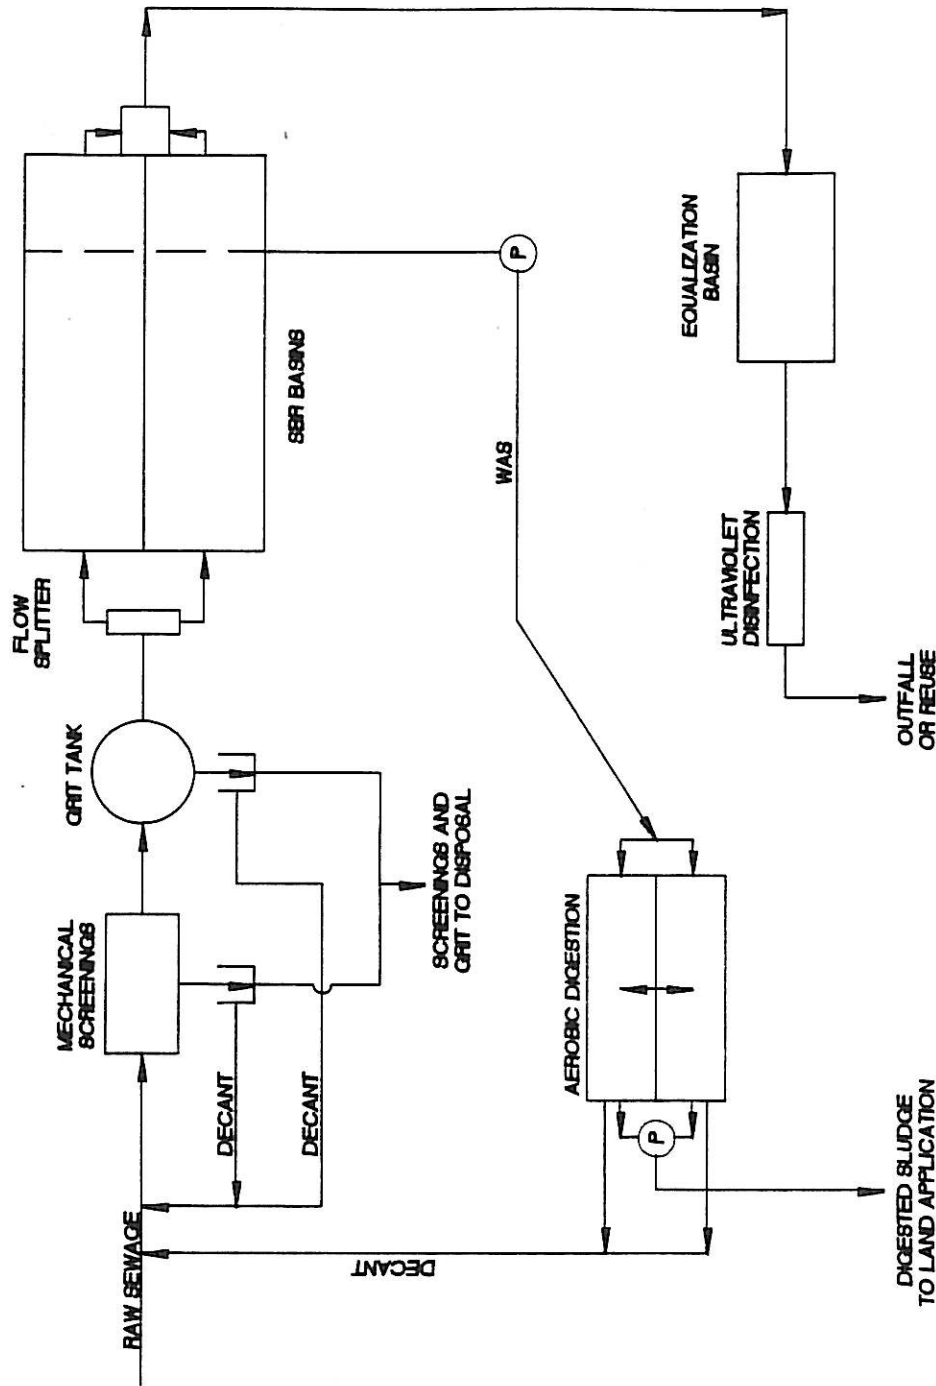 RAW SEWAGE
MECHANICAL
SCREENINGS
GRIT TANK
FLOW
SPLITTER
SBR BASINS
DECANT
DECANT
SCREENINGS AND
GRIT TO DISPOSAL
P
WAS
DECANT
AEROBIC DIGESTION
P
EQUALIZATION
BASIN
ULTRAVIOLET
DISINFECTION
DIGESTED SLUDGE
TO LAND APPLICATION
OUTFALL
OR REUSE